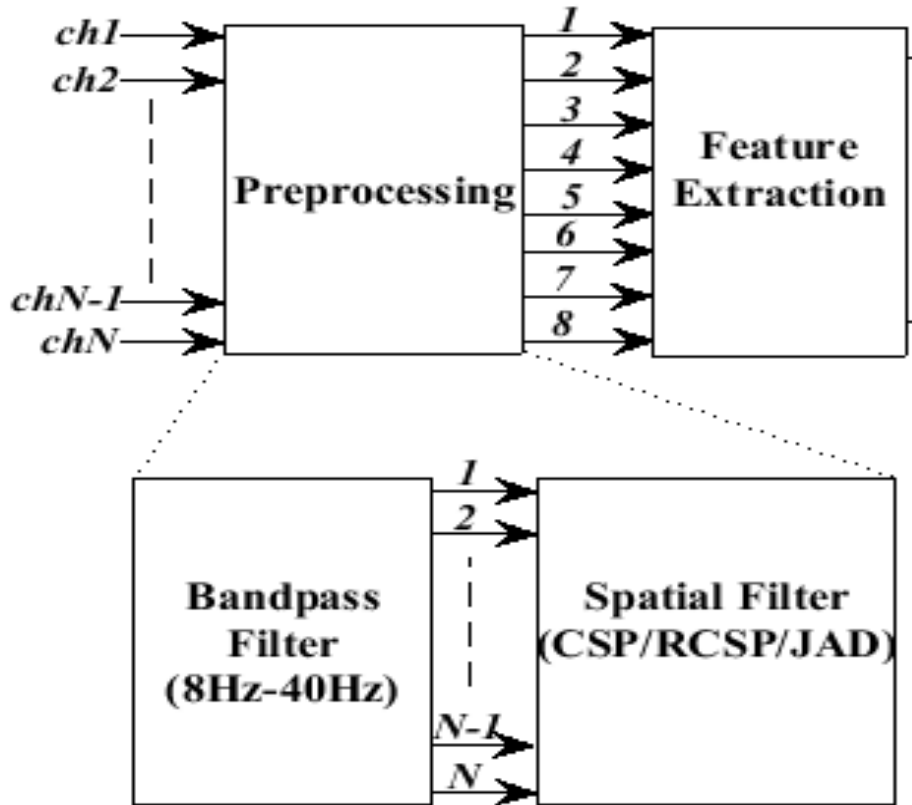 ch1
ch2
chN-1
chN
Preprocessing
1
2
3
4
5
6
7
8
Feature
Extraction
Bandpass
Filter
(8Hz-40Hz)
1
2
N-1
N
Spatial Filter
(CSP/RCSP/JAD)